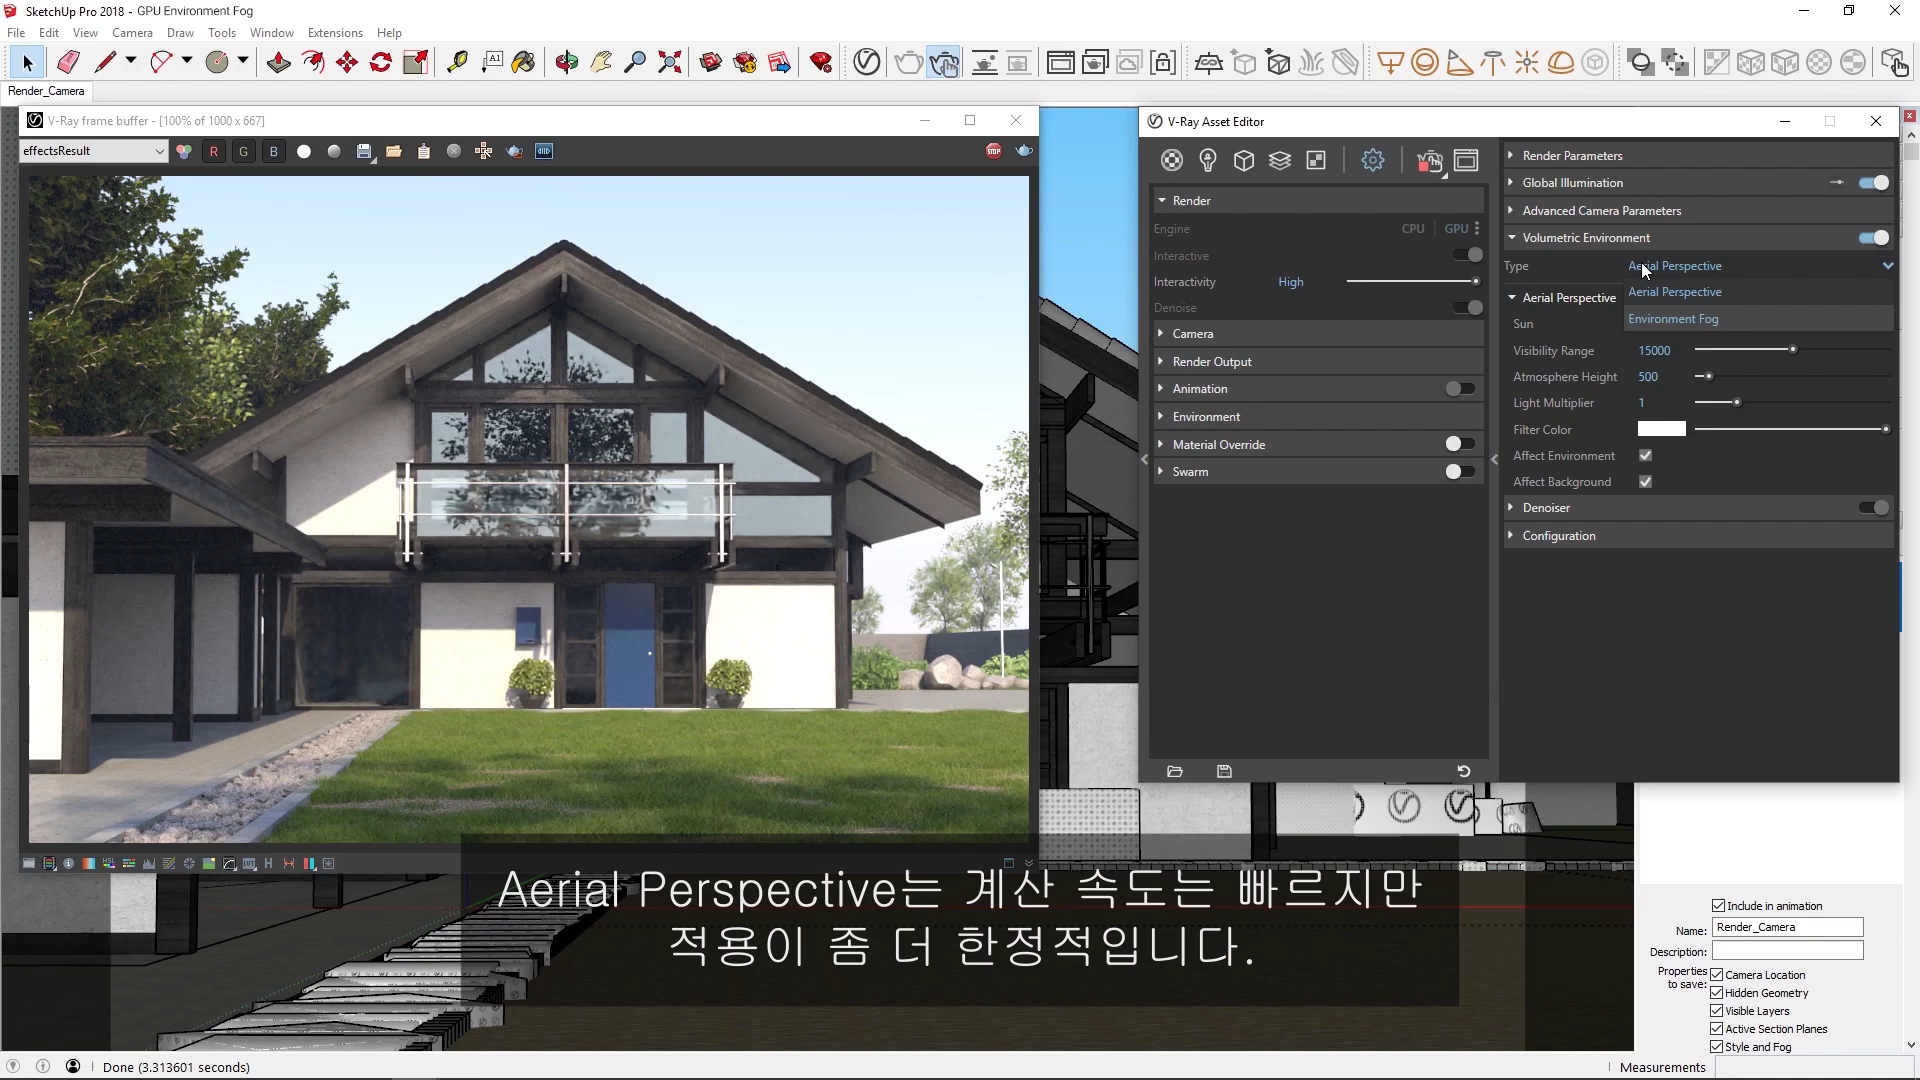 SketchUp Pro 2018 - GPU Environment Fog
File Edit View Camera Draw Tools Window Extensions Help
A1
Render_Camera
V-Ray frame buffer - [100% of 1000 x 667]
effectsResult
R G B
STOP
V-Ray Asset Editor
Render
Engine CPU GPU
Interactive
Interactivity High
Denoise
Camera
Render Output
Animation
Environment
Material Override
Swarm
Render Parameters
Global Illumination
Advanced Camera Parameters
Volumetric Environment
Type Aerial Perspective
Aerial Perspective
Environment Fog
Aerial Perspective
Sun
Visibility Range 15000
Atmosphere Height 500
Light Multiplier 1
Filter Color
Affect Environment
Affect Background
Denoiser
Configuration
Aerial Perspective는 계산 속도는 빠르지만
적용이 좀 더 한정적입니다.
Include in animation
Name: Render_Camera
Description:
Properties to save:
Camera Location
Hidden Geometry
Visible Layers
Active Section Planes
Style and Fog
Done (3.313601 seconds)
Measurements